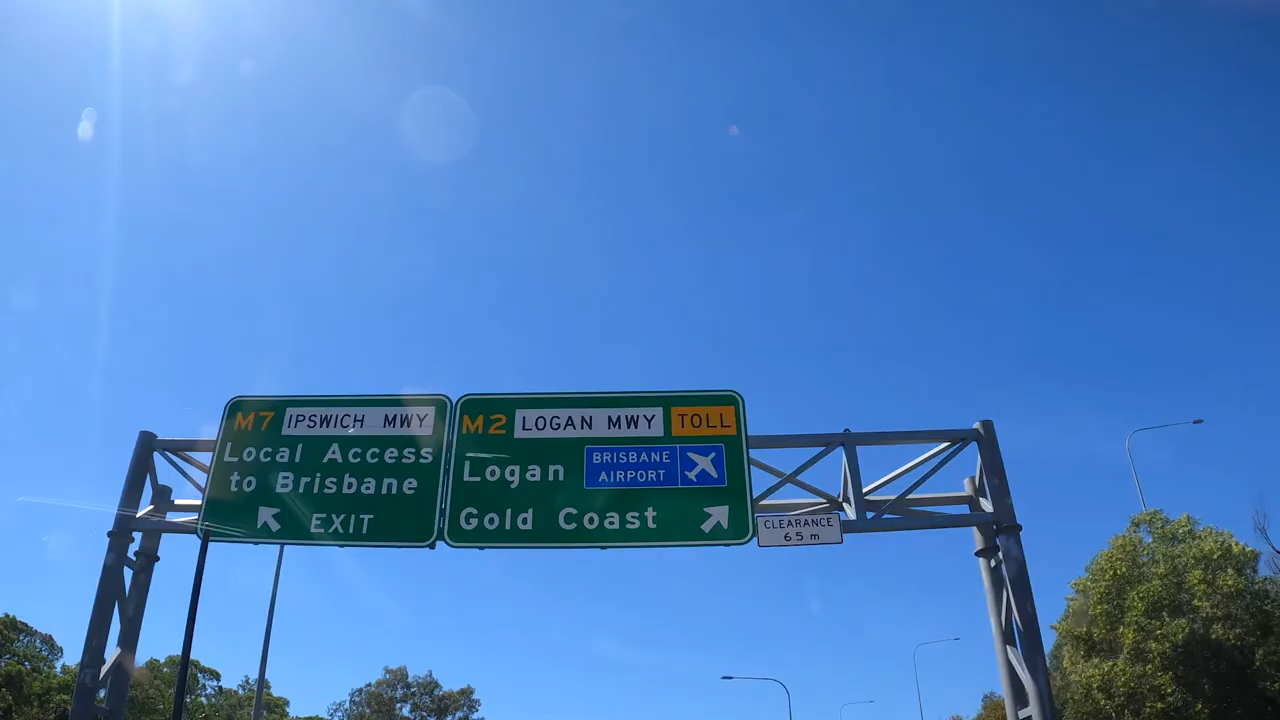 M7 IPSWICH MWY
Local Access
to Brisbane
EXIT
M2 LOGAN MWY TOLL
Logan
BRISBANE
AIRPORT
Gold Coast
CLEARANCE
6.5 m